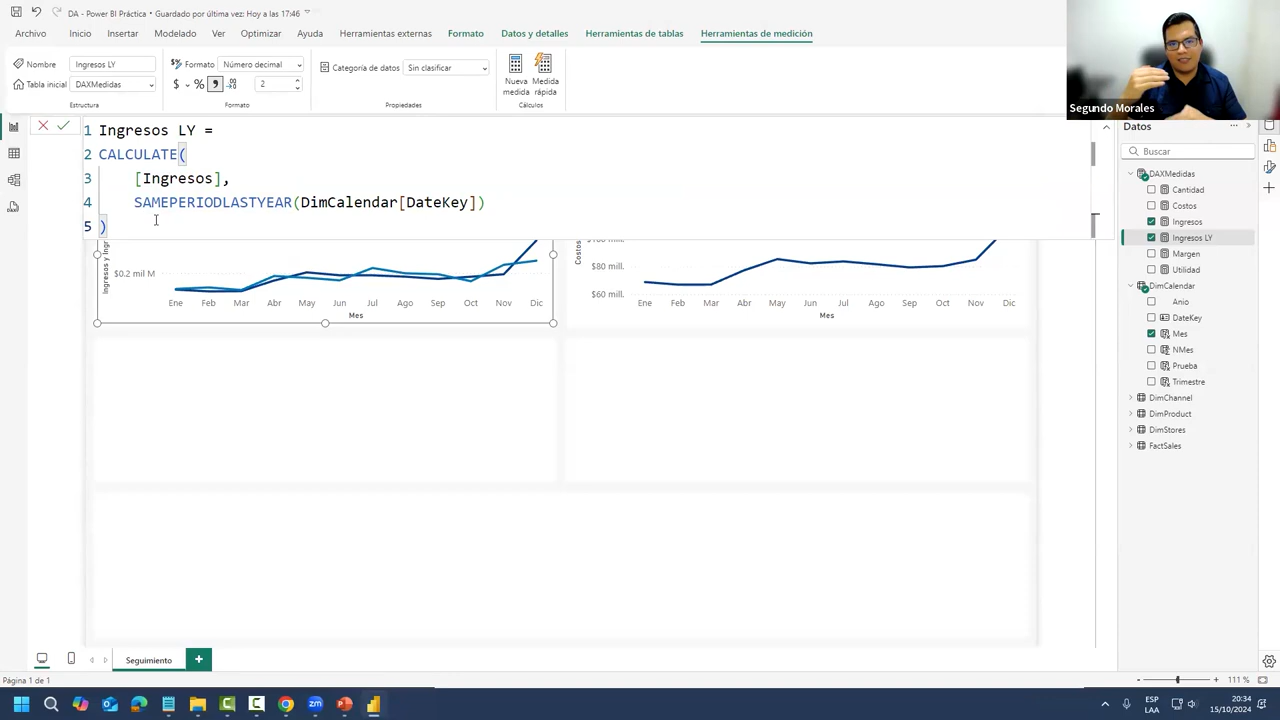 DA - Power BI Práctica • Guardado por última vez: Hoy a las 17:46
Archivo Inicio Insertar Modelado Ver Optimizar Ayuda Herramientas externas Formato Datos y detalles Herramientas de tablas Herramientas de medición
Nombre Ingresos LY
Tabla inicial DAXMedidas
Estructura
Formato Número decimal
$ % 2
Formato
Categoría de datos Sin clasificar
Propiedades
Nueva medida
Medida rápida
Cálculos
Segundo Morales
1 Ingresos LY =
2 CALCULATE(
3 [Ingresos],
4 SAMEPERIODLASTYEAR(DimCalendar[DateKey])
5 )
$0.2 mil M
Ene Feb Mar Abr May Jun Jul Ago Sep Oct Nov Dic
Mes
Costos
$80 mill.
$60 mill.
Ene Feb Mar Abr May Jun Jul Ago Sep Oct Nov Dic
Mes
Datos
Buscar
DAXMedidas
Cantidad
Costos
Ingresos
Ingresos LY
Margen
Utilidad
DimCalendar
Anio
DateKey
Mes
NMes
Prueba
Trimestre
DimChannel
DimProduct
DimStores
FactSales
Seguimiento
Página 1 de 1
111 %
ESP
LAA
20:34
15/10/2024